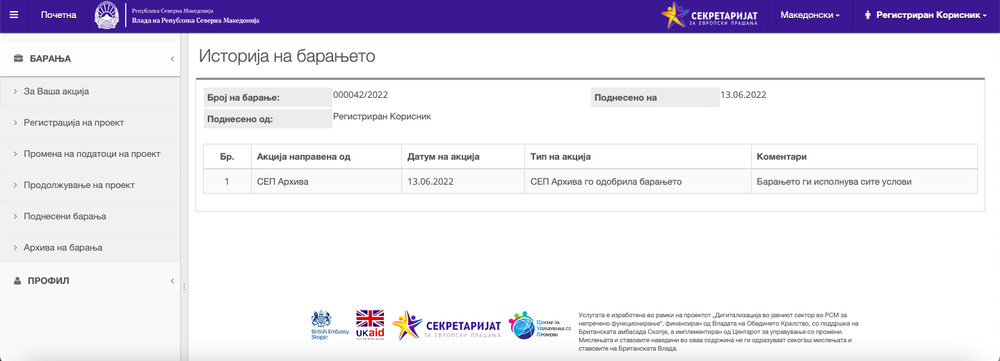 Почетна
Република Северна Македонија
Влада на Република Северна Македонија
СЕКРЕТАРИЈАТ
ЗА ЕВРОПСКИ ПРАШАЊА
Македонски
Регистриран Корисник
БАРАЊА
За Ваша акција
Регистрација на проект
Промена на податоци на проект
Продолжување на проект
Поднесени барања
Архива на барања
ПРОФИЛ
Историја на барањето
Број на барање: 000042/2022 Поднесено на 13.06.2022
Поднесено од: Регистриран Корисник
Бр. Акција направена од Датум на акција Тип на акција Коментари
1 СЕП Архива 13.06.2022 СЕП Архива го одобрила барањето Барањето ги исполнува сите услови
British Embassy
Skopje
UKaid
from the British people
СЕКРЕТАРИЈАТ
ЗА ЕВРОПСКИ ПРАШАЊА
Центар за
Управување со
Промени
Услугата е изработена во рамки на проектот „Дигитализација во јавниот сектор во РСМ за
непречено функционирање“, финансиран од Владата на Обединето Кралство, со поддршка на
Британската амбасада Скопје, а имплементиран од Центарот за управување со промени.
Мислењата и ставовите наведени во оваа содржина не ги одразуваат секогаш мислењата и
ставовите на Британската Влада.